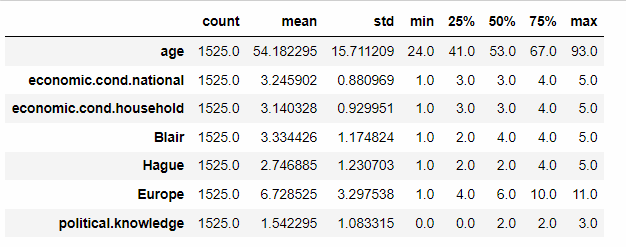 count mean std min 25% 50% 75% max
age 1525.0 54.182295 15.711209 24.0 41.0 53.0 67.0 93.0
economic.cond.national 1525.0 3.245902 0.880969 1.0 3.0 3.0 4.0 5.0
economic.cond.household 1525.0 3.140328 0.929951 1.0 3.0 3.0 4.0 5.0
Blair 1525.0 3.334426 1.174824 1.0 2.0 4.0 4.0 5.0
Hague 1525.0 2.746885 1.230703 1.0 2.0 2.0 4.0 5.0
Europe 1525.0 6.728525 3.297538 1.0 4.0 6.0 10.0 11.0
political.knowledge 1525.0 1.542295 1.083315 0.0 0.0 2.0 2.0 3.0